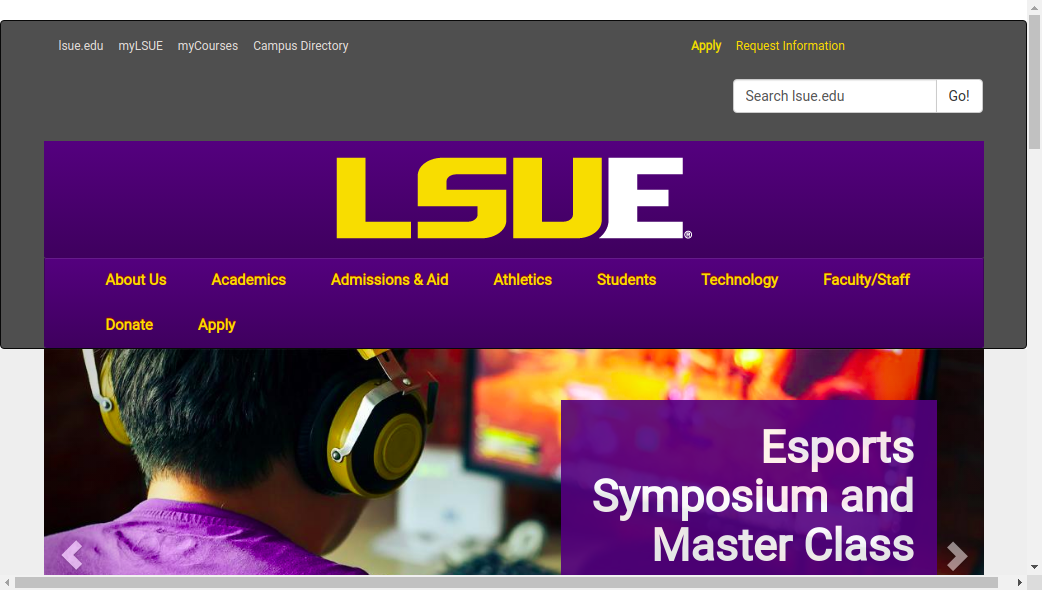 lsue.edu myLSUE myCourses Campus Directory Apply Request Information
Search lsue.edu Go!
LSUE®
About Us Academics Admissions & Aid Athletics Students Technology Faculty/Staff
Donate Apply
Esports
Symposium and
Master Class